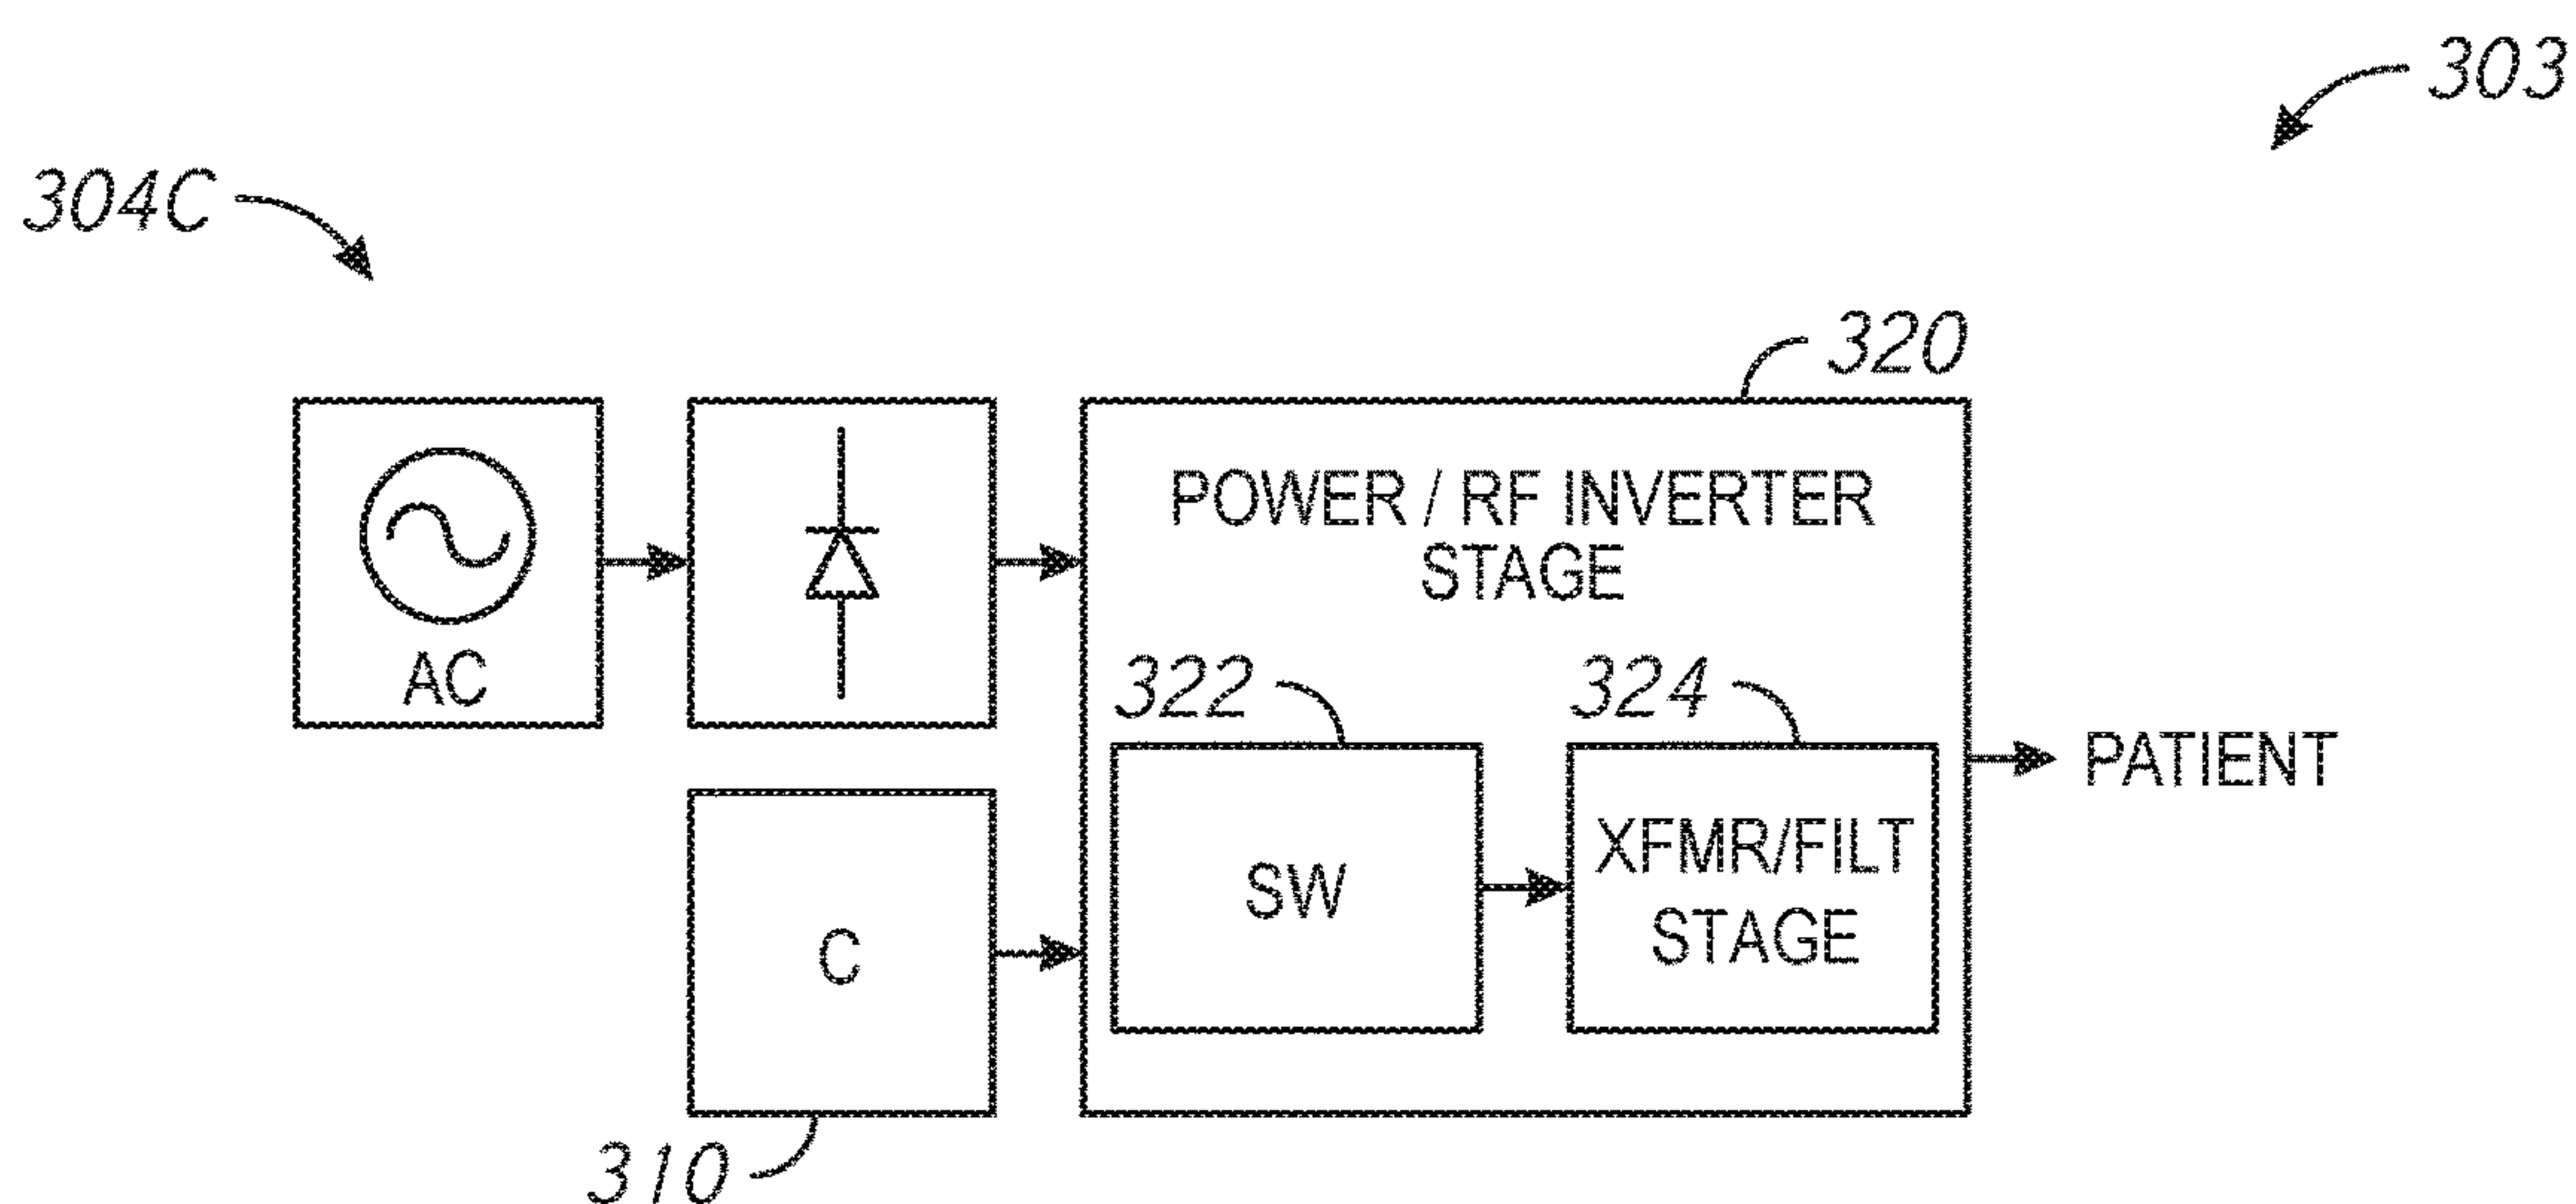 303
304C
320
POWER / RF INVERTER
STAGE
AC
322
324
SW
XFMR/FILT
STAGE
PATIENT
C
310